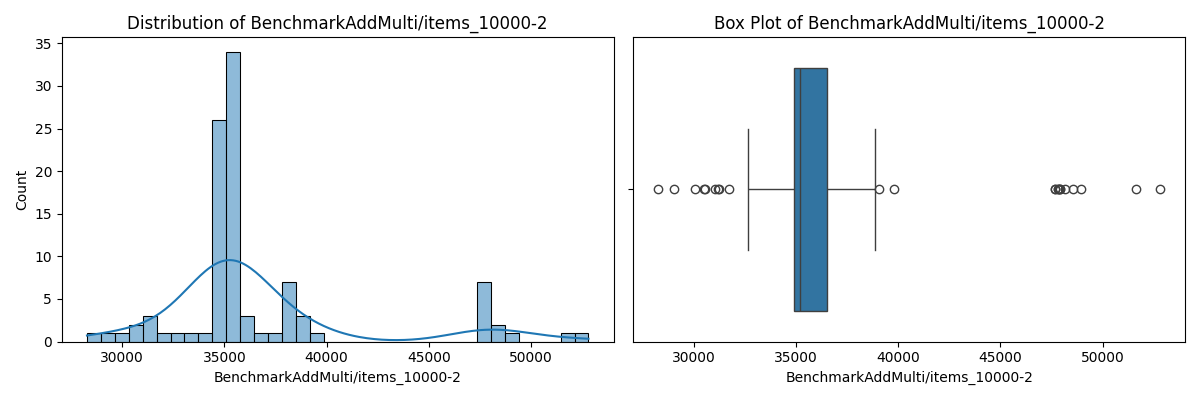 Distribution of BenchmarkAddMulti/items_10000-2
35
30
25
20
15
10
5
0
Count
30000 35000 40000 45000 50000
BenchmarkAddMulti/items_10000-2
Box Plot of BenchmarkAddMulti/items_10000-2
30000 35000 40000 45000 50000
BenchmarkAddMulti/items_10000-2